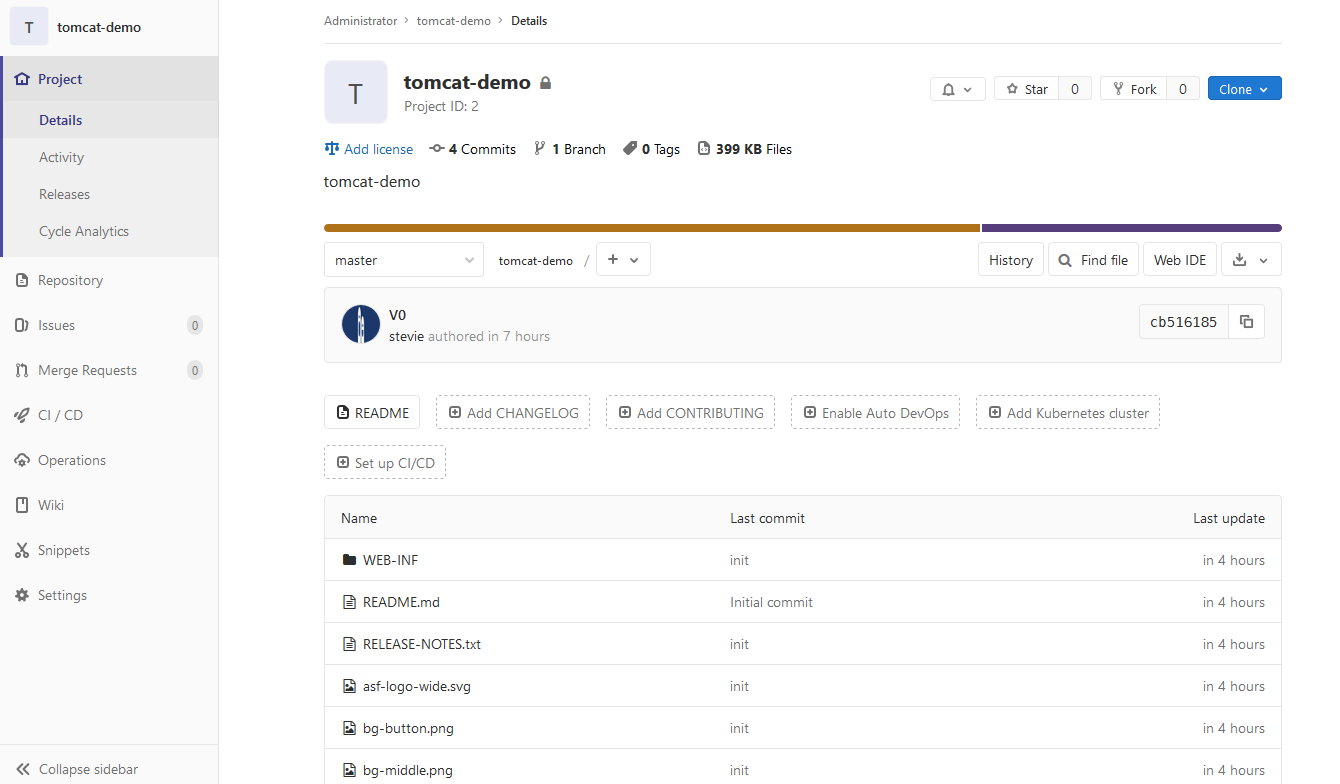 T tomcat-demo
Project
Details
Activity
Releases
Cycle Analytics
Repository
Issues 0
Merge Requests 0
CI / CD
Operations
Wiki
Snippets
Settings
Collapse sidebar
Administrator > tomcat-demo > Details
T
tomcat-demo
Project ID: 2
Star 0
Fork 0
Clone
Add license 4 Commits 1 Branch 0 Tags 399 KB Files
tomcat-demo
master tomcat-demo / + History Find file Web IDE
V0
stevie authored in 7 hours
cb516185
README Add CHANGELOG Add CONTRIBUTING Enable Auto DevOps Add Kubernetes cluster
Set up CI/CD
Name Last commit Last update
WEB-INF init in 4 hours
README.md Initial commit in 4 hours
RELEASE-NOTES.txt init in 4 hours
asf-logo-wide.svg init in 4 hours
bg-button.png init in 4 hours
bg-middle.png init in 4 hours